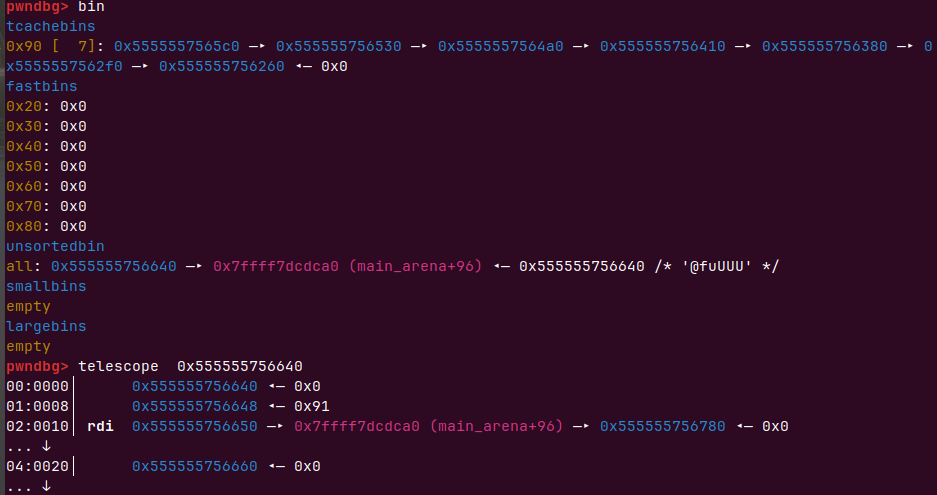 pwndbg> bin
tcachebins
0x90 [  7]: 0x5555557565c0 —▸ 0x555555756530 —▸ 0x5555557564a0 —▸ 0x555555756410 —▸ 0x555555756380 —▸ 0
x5555557562f0 —▸ 0x555555756260 ◂— 0x0
fastbins
0x20: 0x0
0x30: 0x0
0x40: 0x0
0x50: 0x0
0x60: 0x0
0x70: 0x0
0x80: 0x0
unsortedbin
all: 0x555555756640 —▸ 0x7ffff7dcdca0 (main_arena+96) ◂— 0x555555756640 /* '@fuUUU' */
smallbins
empty
largebins
empty
pwndbg> telescope  0x555555756640
00:0000│      0x555555756640 ◂— 0x0
01:0008│      0x555555756648 ◂— 0x91
02:0010│ rdi  0x555555756650 —▸ 0x7ffff7dcdca0 (main_arena+96) —▸ 0x555555756780 ◂— 0x0
... ↓
04:0020│      0x555555756660 ◂— 0x0
... ↓